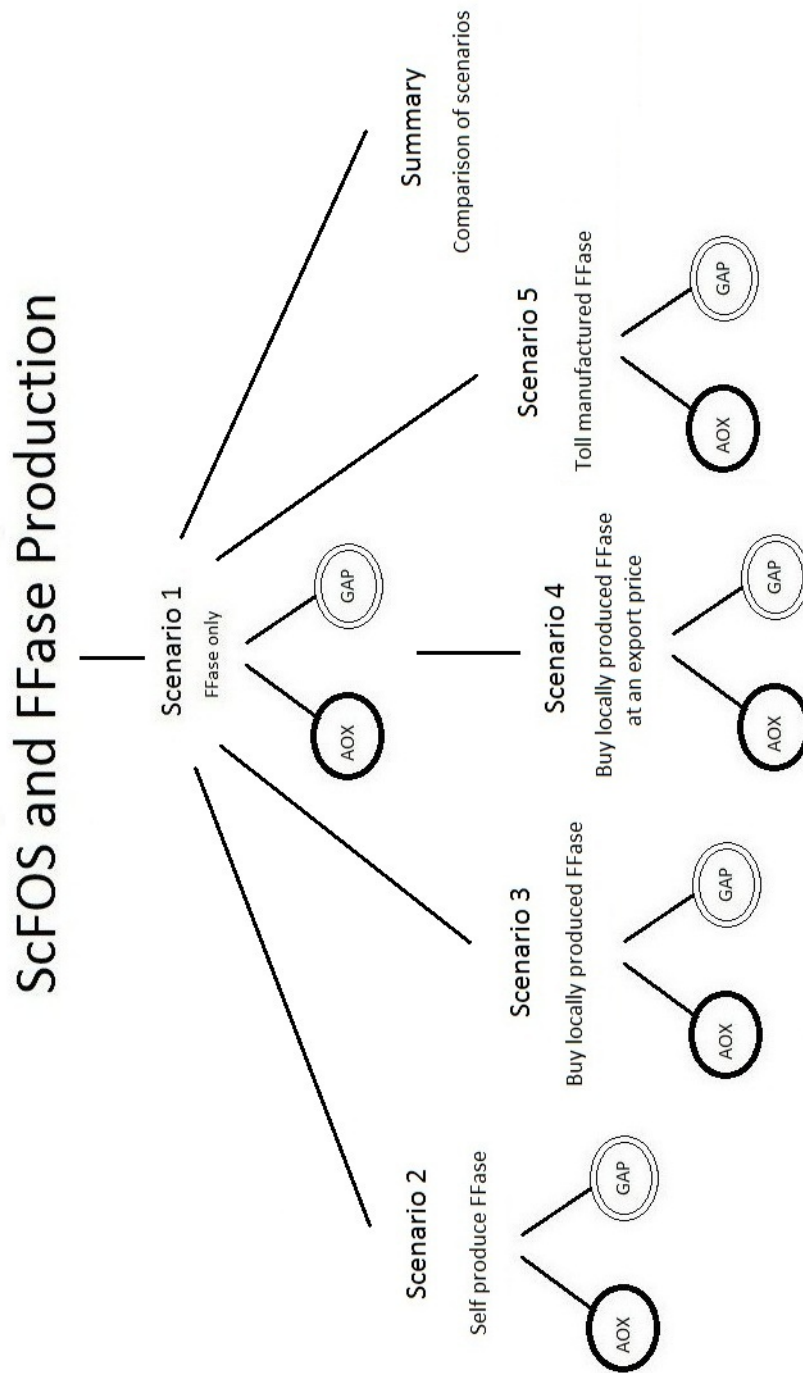 ScFOS and FFase Production
Scenario 1
FFase only
AOX
GAP
Scenario 2
Self produce FFase
AOX
GAP
Scenario 3
Buy locally produced FFase
AOX
GAP
Scenario 4
Buy locally produced FFase
at an export price
AOX
GAP
Scenario 5
Toll manufactured FFase
AOX
GAP
Summary
Comparison of scenarios